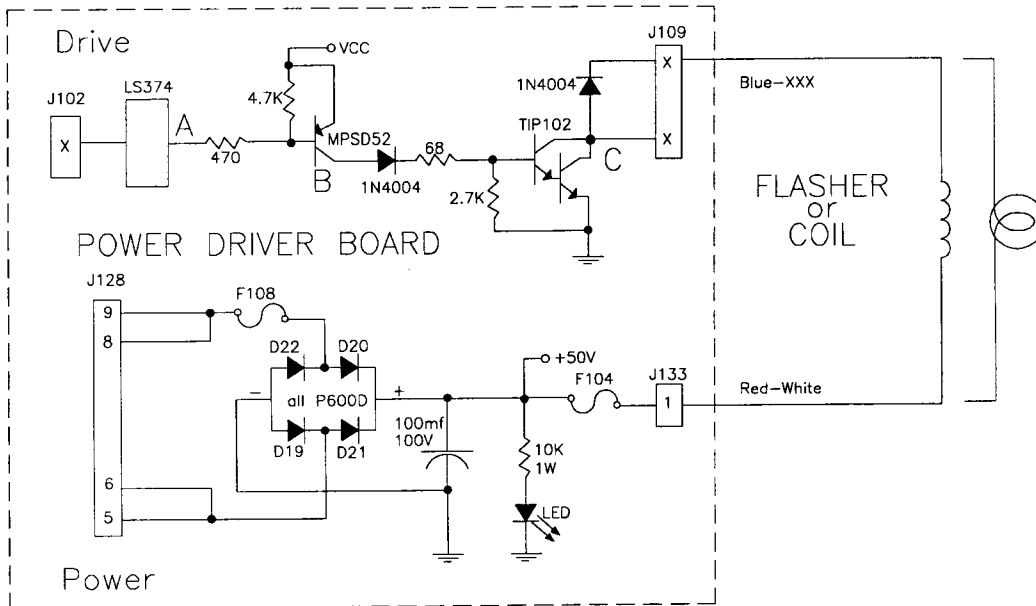 Drive
VCC
J109
J102
LS374
4.7K
1N4004
X
Blue-XXX
A
MPSD52
TIP102
X
470
68
X
B
C
1N4004
2.7K
FLASHER
or
COIL
POWER DRIVER BOARD
J128
F108
9
8
D22
D20
+50V
F104
J133
-
+
all P600D
1
Red-White
100mf
100V
D19
D21
10K
1W
6
5
LED
Power